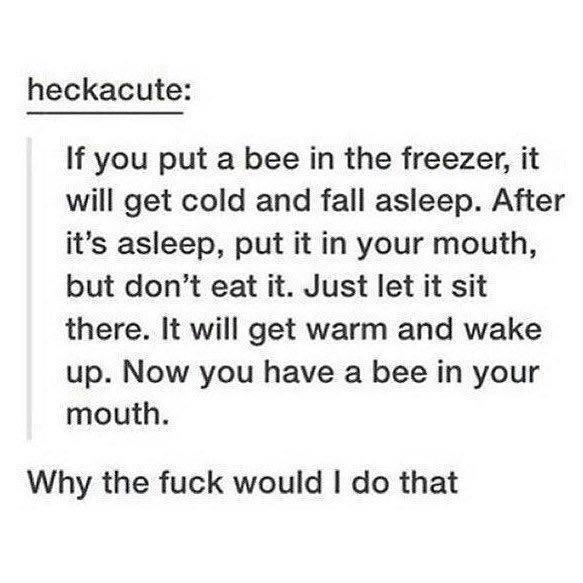 heckacute:
If you put a bee in the freezer, it
will get cold and fall asleep. After
it's asleep, put it in your mouth,
but don't eat it. Just let it sit
there. It will get warm and wake
up. Now you have a bee in your
mouth.
Why the fuck would I do that